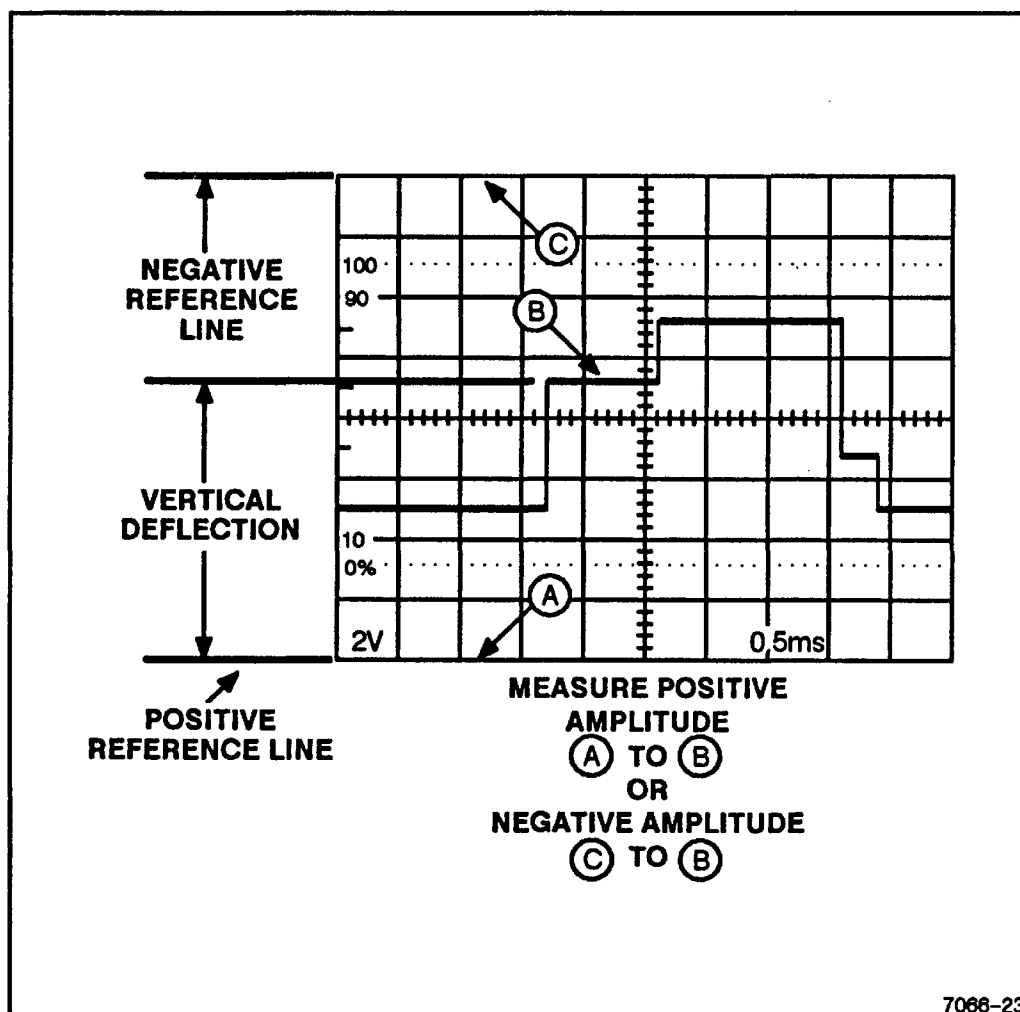 NEGATIVE
REFERENCE
LINE
C
100
90
B
VERTICAL
DEFLECTION
10
0%
A
2V
0,5ms
POSITIVE
REFERENCE LINE
MEASURE POSITIVE
AMPLITUDE
A TO B
OR
NEGATIVE AMPLITUDE
C TO B
7066-23